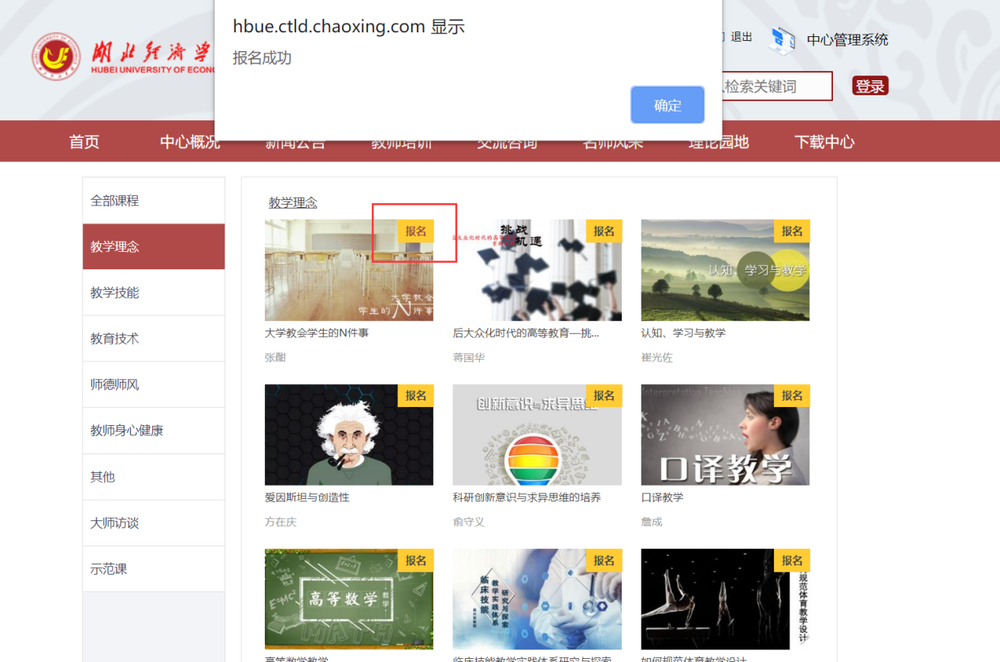 hbue.ctld.chaoxing.com 显示
报名成功
确定
湖北经济学
HUBEI UNIVERSITY OF ECON
退出
中心管理系统
检索关键词
登录
首页
中心概况
新闻公告
教师培训
交流咨询
名师风采
理论园地
下载中心
全部课程
教学理念
教学技能
教育技术
师德师风
教师身心健康
其他
大师访谈
示范课
教学理念
报名
大学教会
学生的N件事
大学教会学生的N件事
张酣
报名
挑战
机遇
后大众化时代的高等教育—挑...
蒋国华
报名
认知、学习与教学
认知、学习与教学
崔光佐
报名
爱因斯坦与创造性
方在庆
报名
创新意识与求异思维
科研创新意识与求异思维的培养
俞守义
报名
Interpretation Teaching
口译教学
口译教学
詹成
报名
E=MC²
高等数学
教学
MATH
高等数学教学
报名
临床技能
教学实践体系
研究与探索
临床技能教学实践体系研究与探索
报名
规范体育教学设计
如何规范体育教学设计